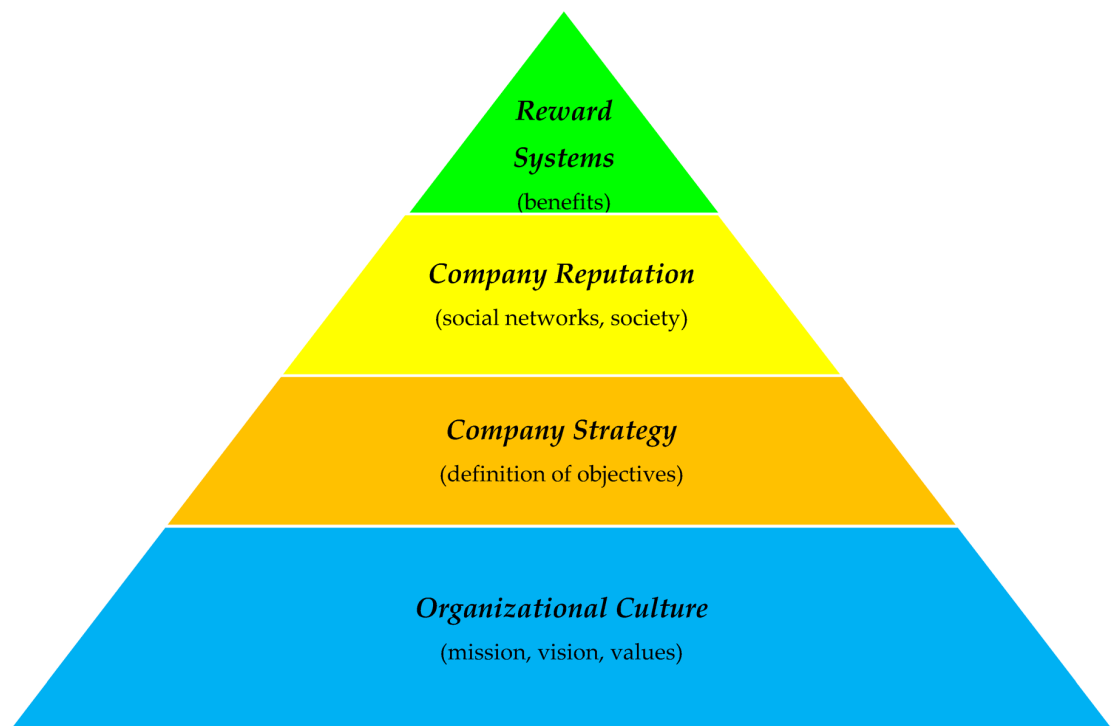 Reward
Systems
(benefits)
Company Reputation
(social networks, society)
Company Strategy
(definition of objectives)
Organizational Culture
(mission, vision, values)